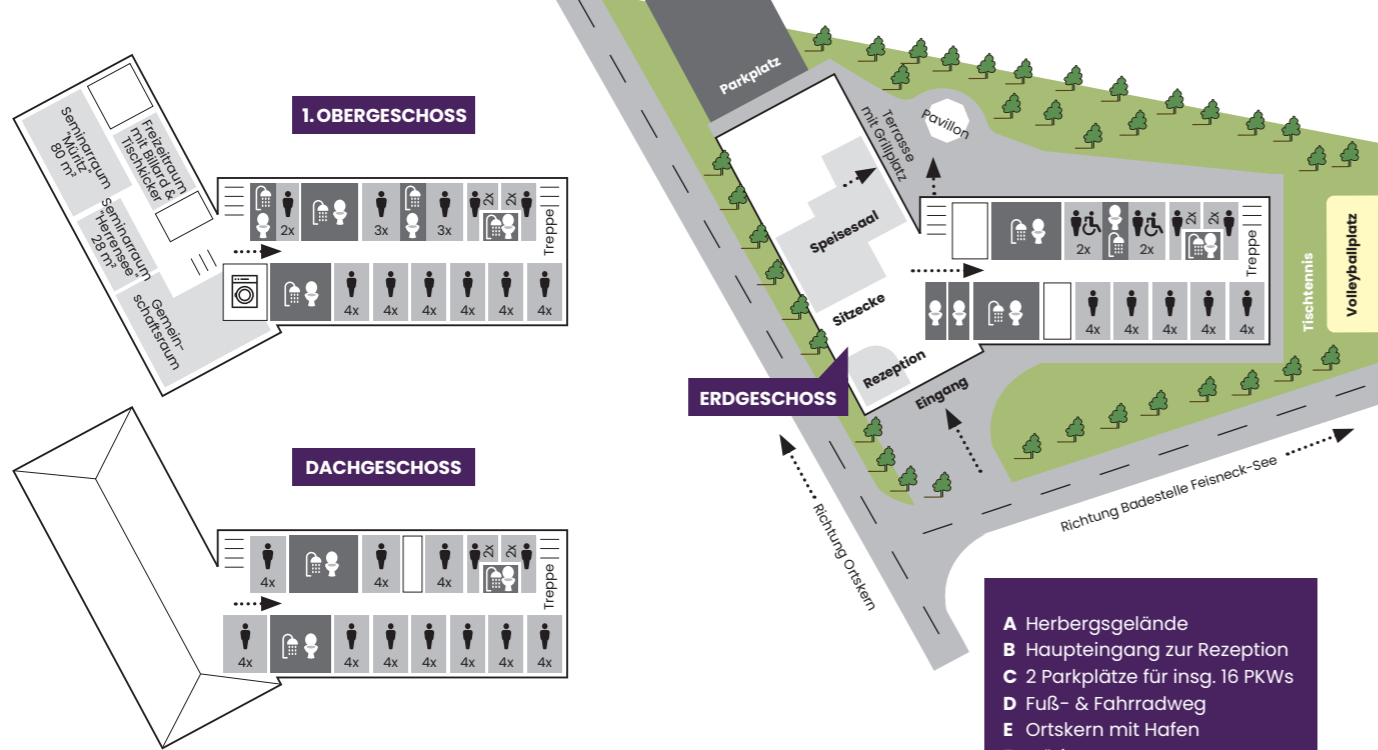 1. OBERGESCHOSS
Seminarraum
"Müritz"
80 m²
Freizeitraum
mit Billard &
Tischkicker
Seminarraum
"Herrensee"
28 m²
Gemein-
schaftsraum
2x
3x
3x
2x
2x
Treppe
4x
4x
4x
4x
4x
4x
DACHGESCHOSS
4x
4x
4x
2x
2x
Treppe
4x
4x
4x
4x
4x
4x
4x
Parkplatz
Terrasse
mit Grillplatz
Pavillon
Speisesaal
Sitzecke
Rezeption
Eingang
ERDGESCHOSS
2x
2x
2x
2x
Treppe
4x
4x
4x
4x
4x
Tischtennis
Volleyballplatz
Richtung Ortskern
Richtung Badestelle Feisneck-See
A Herbergsgelände
B Haupteingang zur Rezeption
C 2 Parkplätze für insg. 16 PKWs
D Fuß- & Fahrradweg
E Ortskern mit Hafen